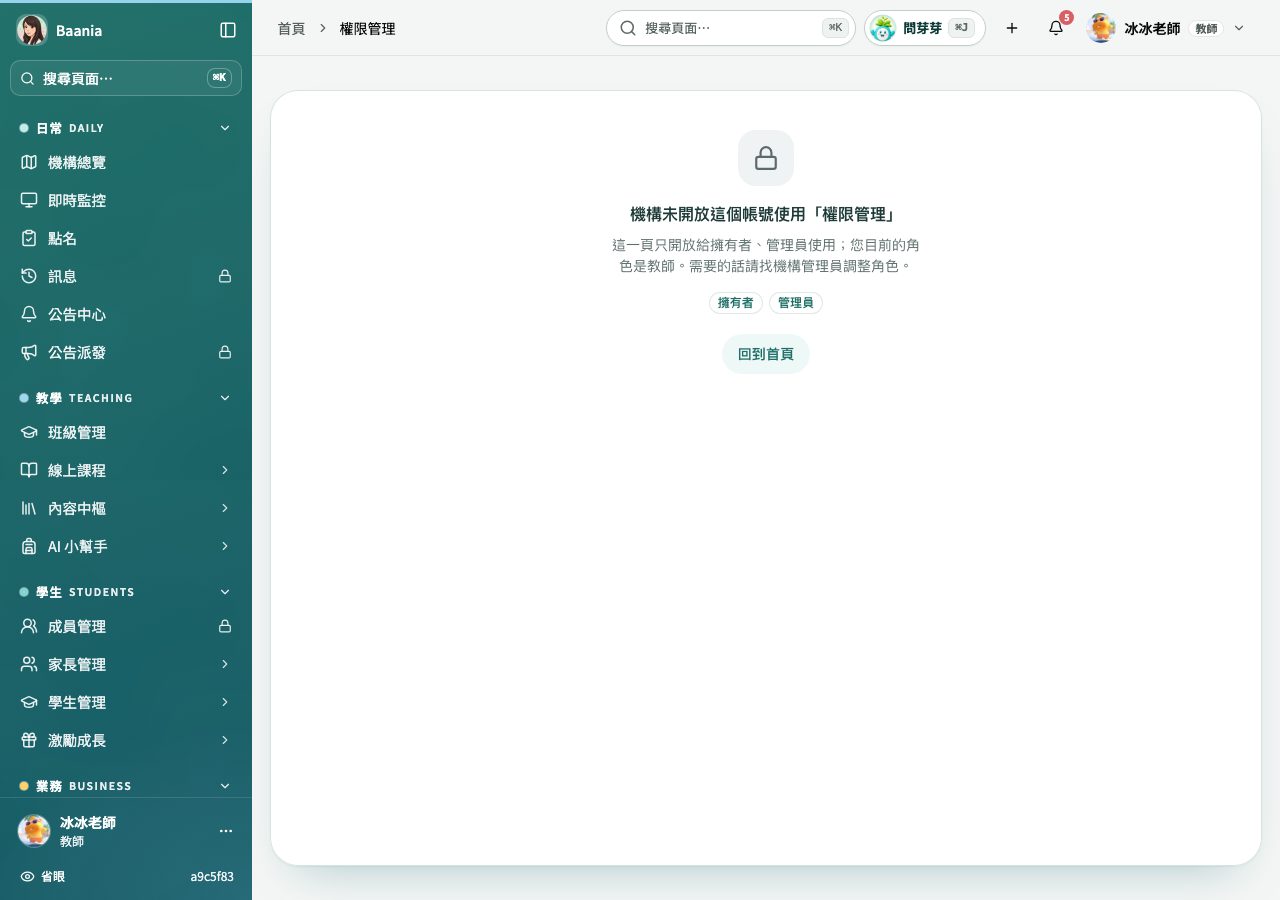 Baania
搜尋頁面… ⌘K
日常 DAILY
機構總覽
即時監控
點名
訊息
公告中心
公告派發
教學 TEACHING
班級管理
線上課程
內容中樞
AI 小幫手
學生 STUDENTS
成員管理
家長管理
學生管理
激勵成長
業務 BUSINESS
冰冰老師
教師
省眼 a9c5f83
首頁 權限管理 搜尋頁面… ⌘K 問芽芽 ⌘J 5 冰冰老師 教師
機構未開放這個帳號使用「權限管理」
這一頁只開放給擁有者、管理員使用；您目前的角
色是教師。需要的話請找機構管理員調整角色。
擁有者 管理員
回到首頁